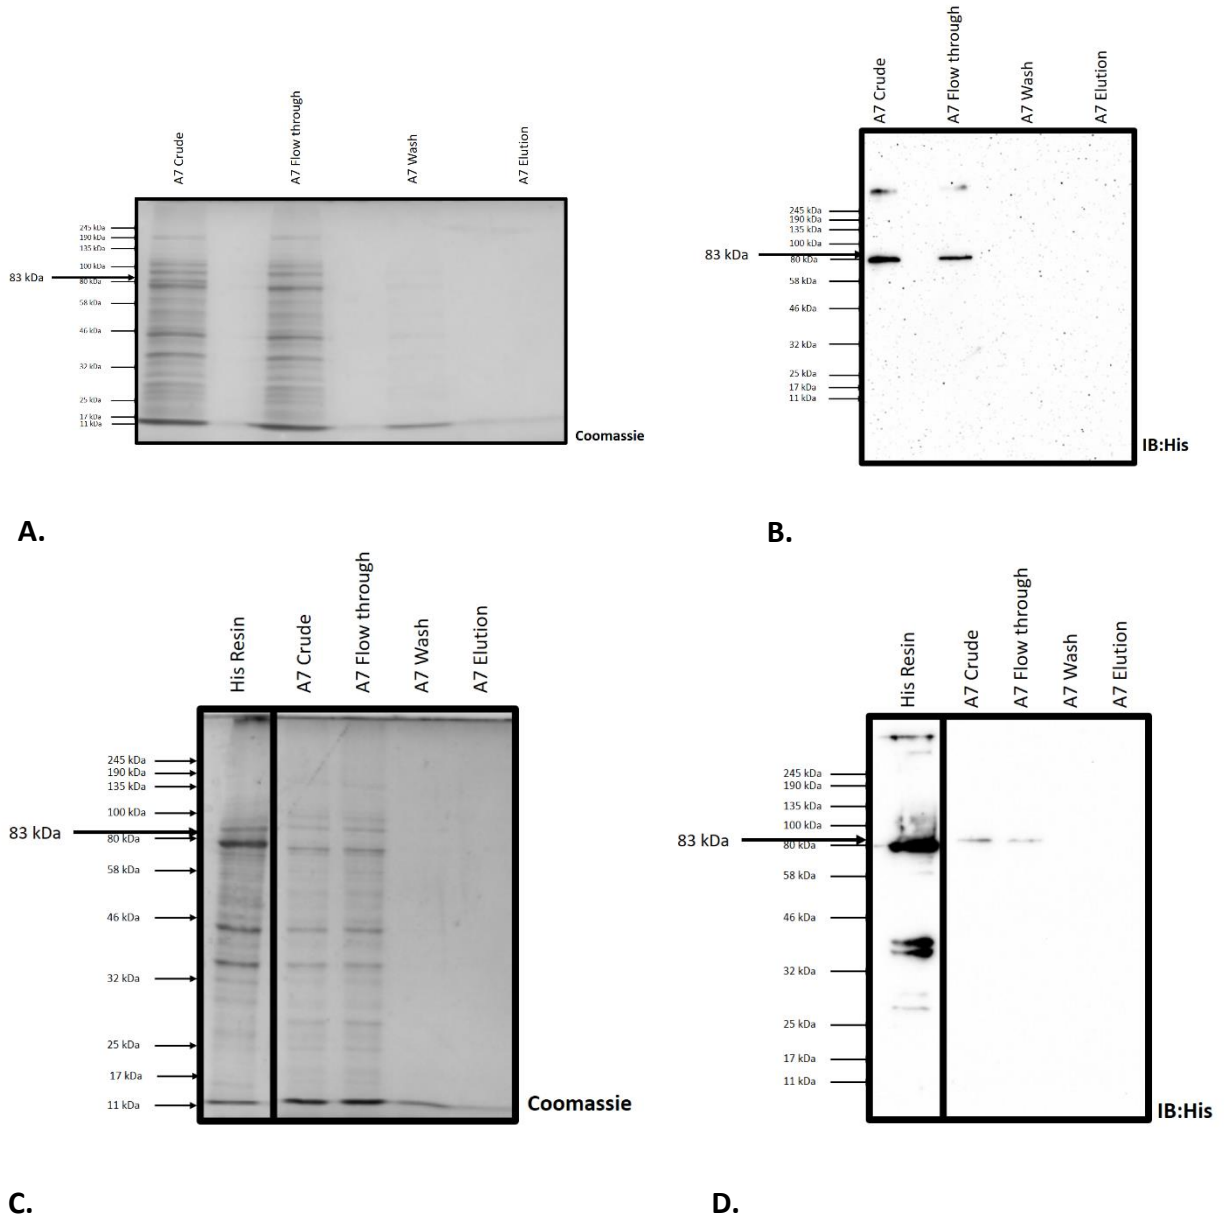 A7 Crude
A7 Flow through
A7 Wash
A7 Elution
245 kDa
190 kDa
135 kDa
100 kDa
83 kDa
80 kDa
58 kDa
46 kDa
32 kDa
25 kDa
17 kDa
11 kDa
Coomassie
A.
A7 Crude
A7 Flow through
A7 Wash
A7 Elution
245 kDa
190 kDa
135 kDa
100 kDa
83 kDa
80 kDa
58 kDa
46 kDa
32 kDa
25 kDa
17 kDa
11 kDa
IB:His
B.
His Resin
A7 Crude
A7 Flow through
A7 Wash
A7 Elution
245 kDa
190 kDa
135 kDa
100 kDa
83 kDa
80 kDa
58 kDa
46 kDa
32 kDa
25 kDa
17 kDa
11 kDa
Coomassie
C.
His Resin
A7 Crude
A7 Flow through
A7 Wash
A7 Elution
245 kDa
190 kDa
135 kDa
100 kDa
83 kDa
80 kDa
58 kDa
46 kDa
32 kDa
25 kDa
17 kDa
11 kDa
IB:His
D.